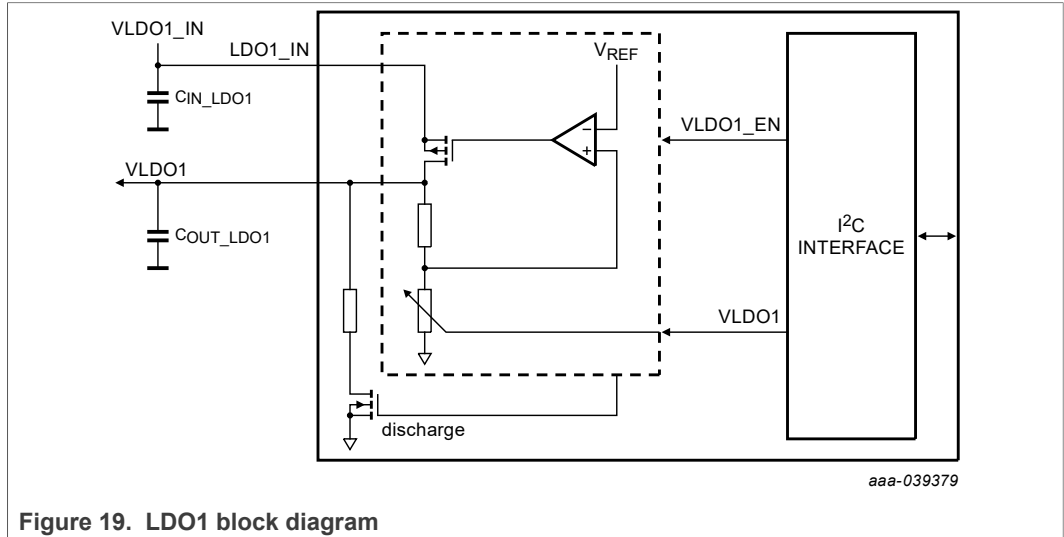 VLDO1_IN
LDO1_IN
VREF
CIN_LDO1
−
+
VLDO1_EN
VLDO1
COUT_LDO1
I2C
INTERFACE
VLDO1
discharge
aaa-039379
Figure 19. LDO1 block diagram